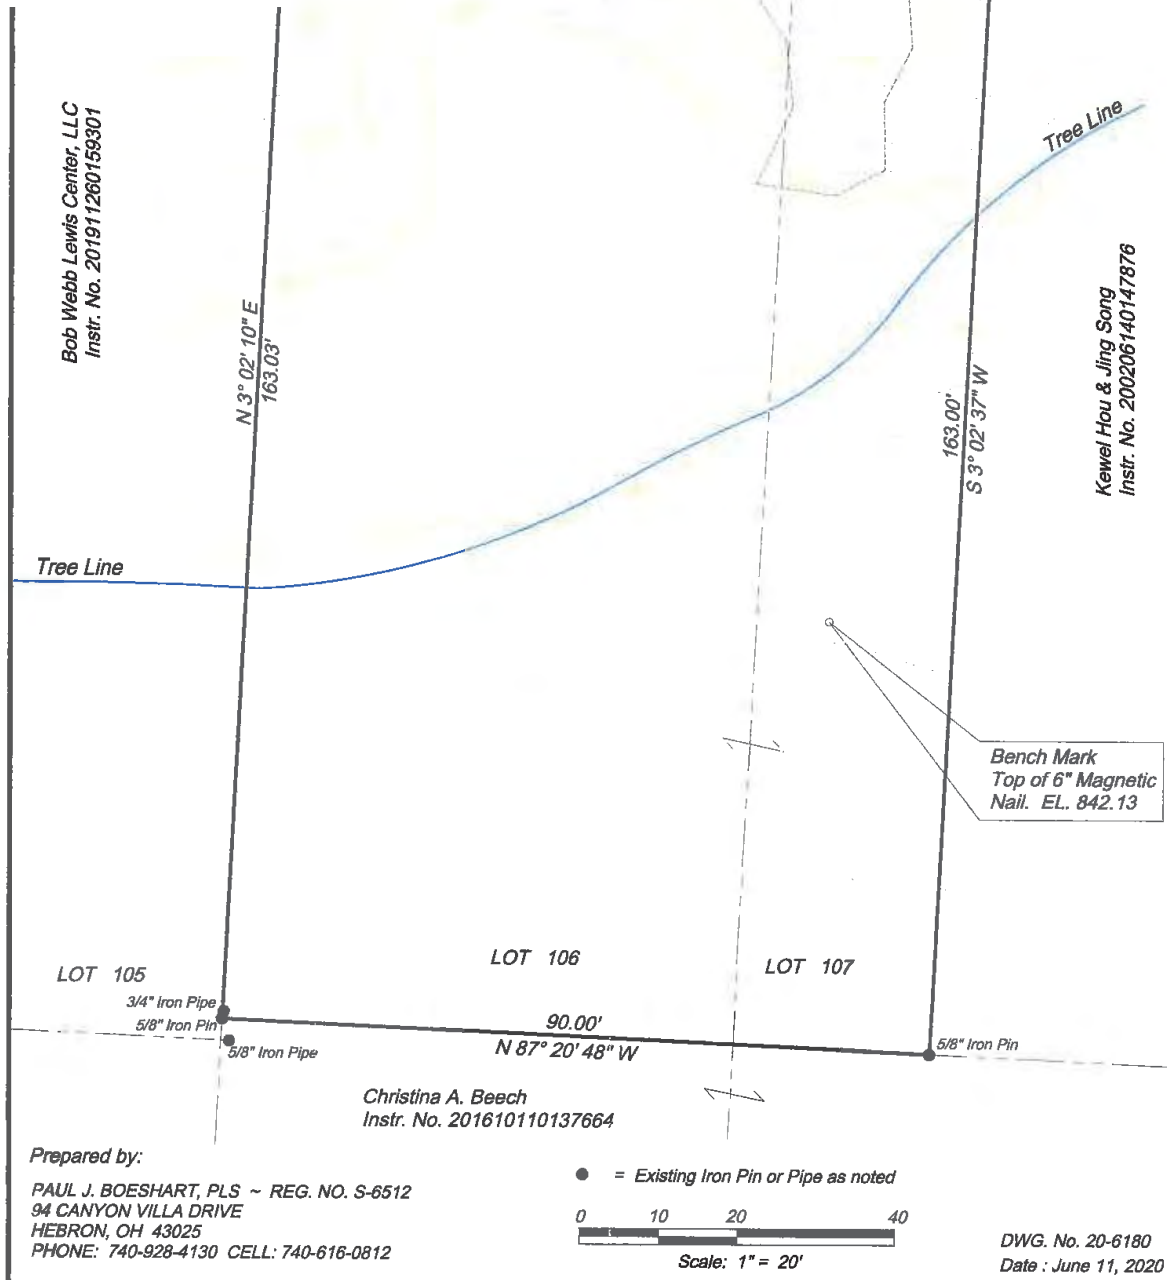 Bob Webb Lewis Center, LLC
Instr. No. 201911260159301
N 3° 02' 10" E
163.03'
Tree Line
163.00'
S 3° 02' 37" W
Kewel Hou & Jing Song
Instr. No. 200206140147876
Tree Line
Bench Mark
Top of 6" Magnetic
Nail. EL. 842.13
LOT 105
LOT 106
LOT 107
3/4" Iron Pipe
5/8" Iron Pin
5/8" Iron Pipe
90.00'
N 87° 20' 48" W
5/8" Iron Pin
Christina A. Beech
Instr. No. 201610110137664
Prepared by:
PAUL J. BOESHART, PLS ~ REG. NO. S-6512
94 CANYON VILLA DRIVE
HEBRON, OH 43025
PHONE: 740-928-4130 CELL: 740-616-0812
= Existing Iron Pin or Pipe as noted
0 10 20 40
Scale: 1" = 20'
DWG. No. 20-6180
Date : June 11, 2020